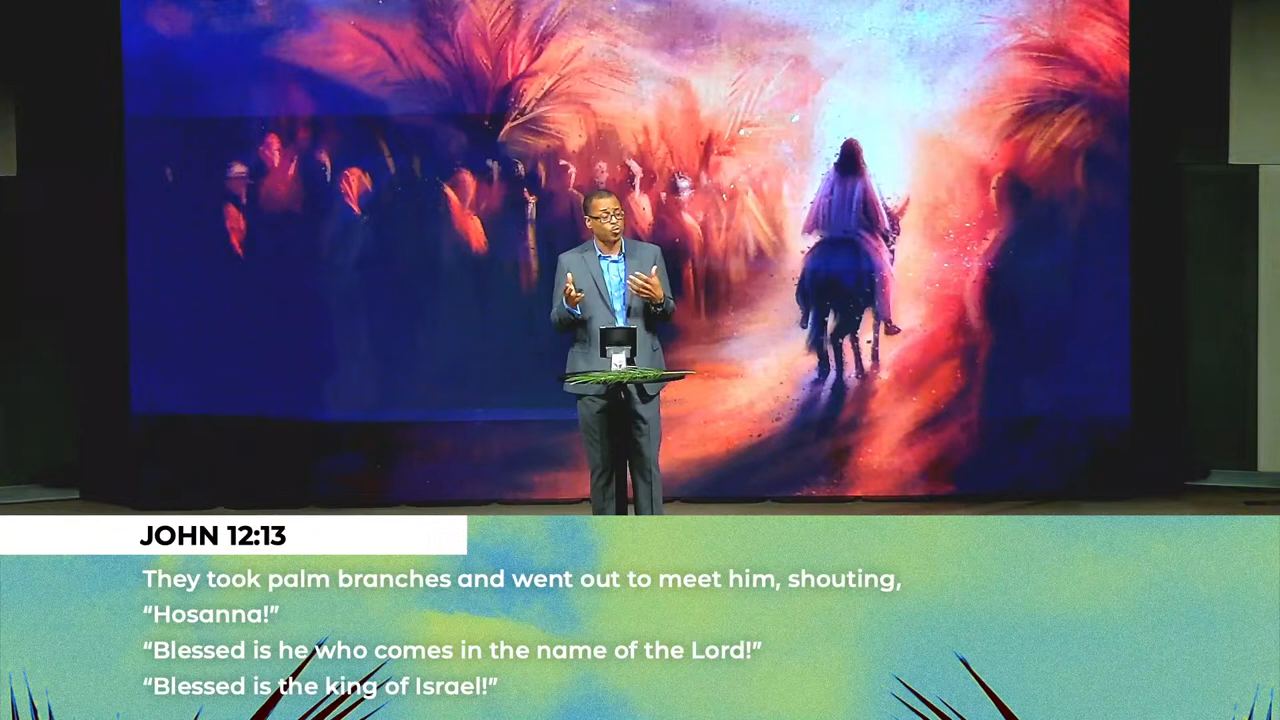 JOHN 12:13
They took palm branches and went out to meet him, shouting,
“Hosanna!”
“Blessed is he who comes in the name of the Lord!”
“Blessed is the king of Israel!”